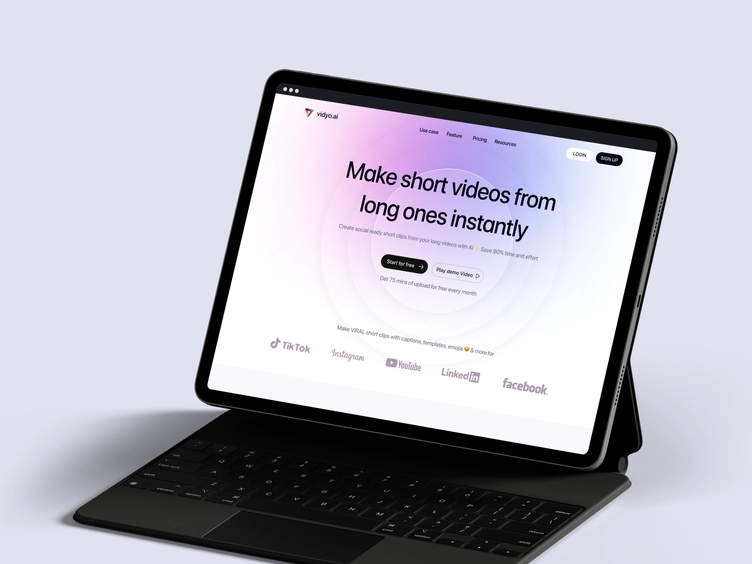 vidyo.ai
Use case Feature Pricing Resources
LOGIN SIGN UP
Make short videos from
long ones instantly
Create social ready short clips from your long videos with AI ✨ Save 90% time and effort
Start for free → Play demo Video
Get 75 mins of upload for free every month
Make VIRAL short clips with captions, templates, emojis 😄 & more for
TikTok Instagram YouTube Linkedin facebook.